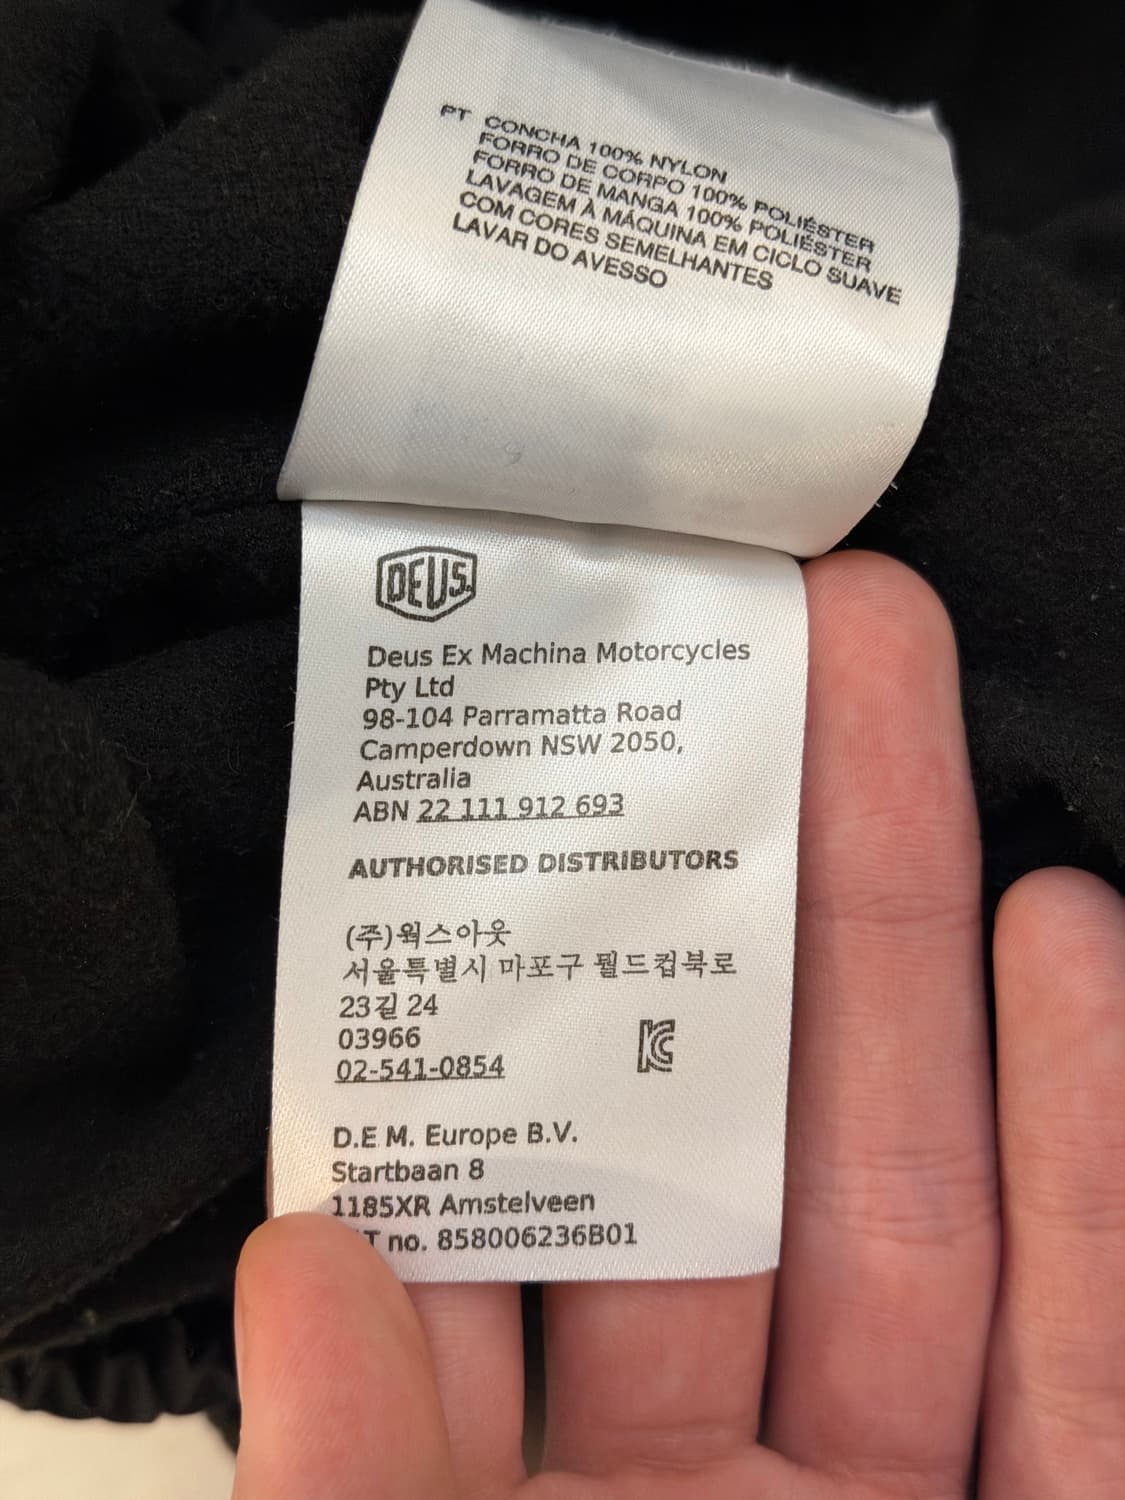 PT CONCHA 100% NYLON
FORRO DE CORPO 100% POLIÉSTER
FORRO DE MANGA 100% POLIÉSTER
LAVAGEM À MÁQUINA EM CICLO SUAVE
COM CORES SEMELHANTES
LAVAR DO AVESSO
DEUS.
Deus Ex Machina Motorcycles
Pty Ltd
98-104 Parramatta Road
Camperdown NSW 2050,
Australia
ABN 22 111 912 693
AUTHORISED DISTRIBUTORS
(주)웍스아웃
서울특별시 마포구 월드컵북로
23길 24
03966
02-541-0854
KC
D.E M. Europe B.V.
Startbaan 8
1185XR Amstelveen
no. 858006236B01